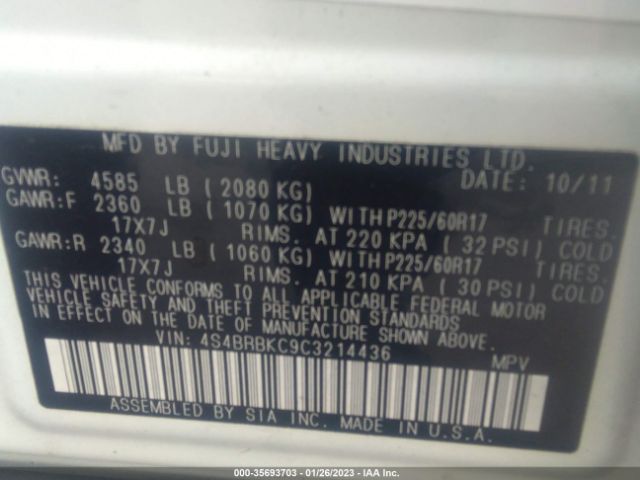 MFD BY FUJI HEAVY INDUSTRIES LTD.
GVWR: 4585 LB ( 2080 KG) DATE: 10/11
GAWR:F 2360 LB ( 1070 KG) WITH P225/60R17 TIRES.
17X7J RIMS. AT 220 KPA ( 32 PSI) COLD
GAWR:R 2340 LB ( 1060 KG) WITH P225/60R17 TIRES.
17X7J RIMS. AT 210 KPA ( 30 PSI) COLD
THIS VEHICLE CONFORMS TO ALL APPLICABLE FEDERAL MOTOR
VEHICLE SAFETY AND THEFT PREVENTION STANDARDS
IN EFFECT ON THE DATE OF MANUFACTURE SHOWN ABOVE.
VIN: 4S4BRBKC9C3214436 MPV
ASSEMBLED BY SIA INC. MADE IN U.S.A.
000-35693703 - 01/26/2023 - IAA Inc.